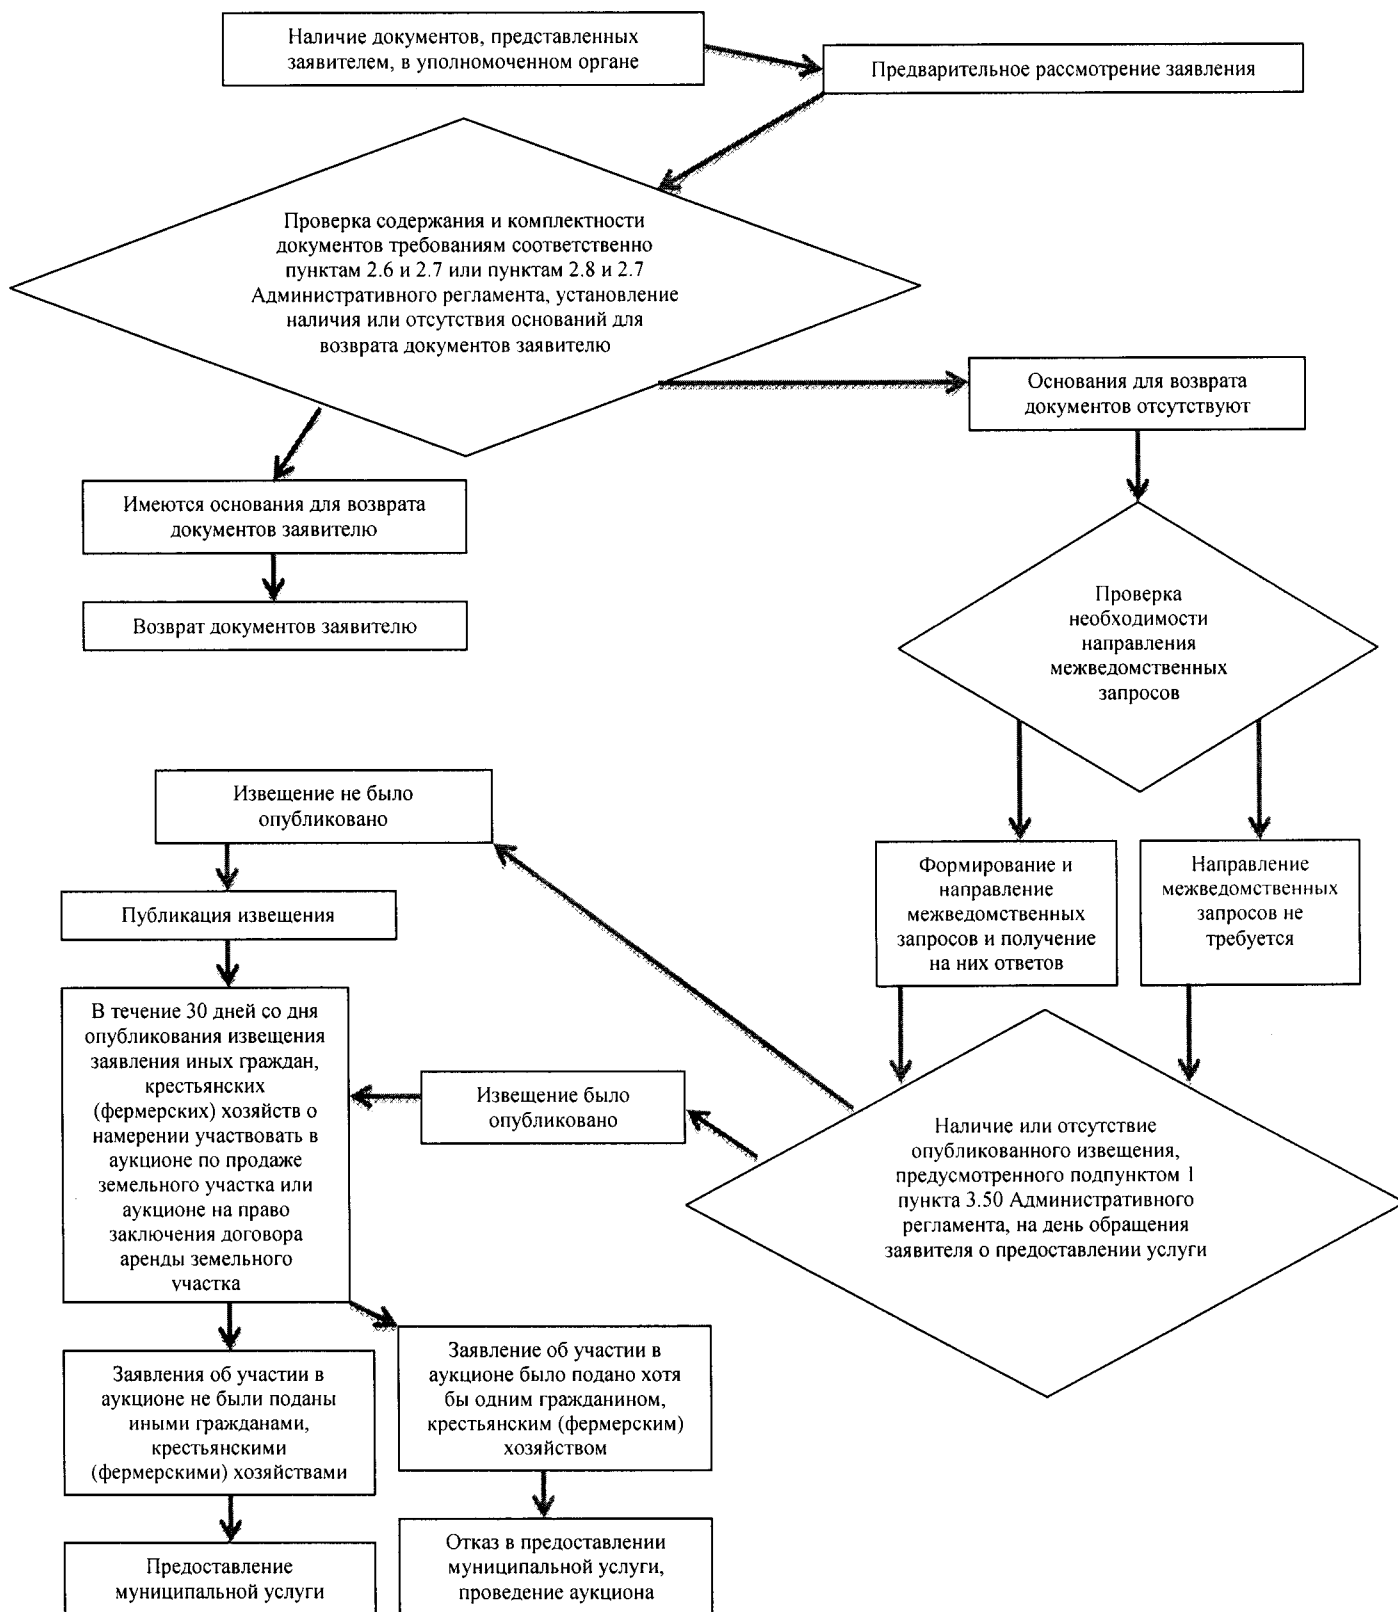 Наличие документов, представленных
заявителем, в уполномоченном органе
Предварительное рассмотрение заявления
Проверка содержания и комплектности
документов требованиям соответственно
пунктам 2.6 и 2.7 или пунктам 2.8 и 2.7
Административного регламента, установление
наличия или отсутствия оснований для
возврата документов заявителю
Основания для возврата
документов отсутствуют
Имеются основания для возврата
документов заявителю
Возврат документов заявителю
Проверка
необходимости
направления
межведомственных
запросов
Извещение не было
опубликовано
Формирование и
направление
межведомственных
запросов и получение
на них ответов
Направление
межведомственных
запросов не
требуется
Публикация извещения
В течение 30 дней со дня
опубликования извещения
заявления иных граждан,
крестьянских
(фермерских) хозяйств о
намерении участвовать в
аукционе по продаже
земельного участка или
аукционе на право
заключения договора
аренды земельного
участка
Извещение было
опубликовано
Наличие или отсутствие
опубликованного извещения,
предусмотренного подпунктом 1
пункта 3.50 Административного
регламента, на день обращения
заявителя о предоставлении услуги
Заявления об участии в
аукционе не были поданы
иными гражданами,
крестьянскими
(фермерскими) хозяйствами
Заявление об участии в
аукционе было подано хотя
бы одним гражданином,
крестьянским (фермерским)
хозяйством
Предоставление
муниципальной услуги
Отказ в предоставлении
муниципальной услуги,
проведение аукциона